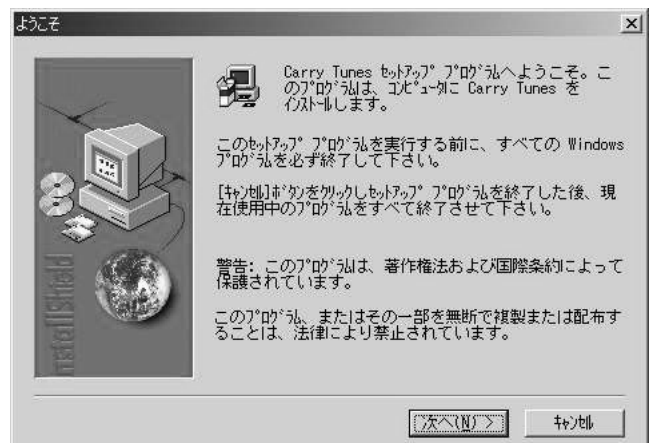 ようこそ
Carry Tunes ｾｯﾄｱｯﾌﾟ ﾌﾟﾛｸﾞﾗﾑへようこそ。こ
のﾌﾟﾛｸﾞﾗﾑは、ｺﾝﾋﾟｭｰﾀに Carry Tunes を
ｲﾝｽﾄｰﾙします。
このｾｯﾄｱｯﾌﾟ ﾌﾟﾛｸﾞﾗﾑを実行する前に、すべての Windows
ﾌﾟﾛｸﾞﾗﾑを必ず終了して下さい。
[ｷｬﾝｾﾙ]ﾎﾞﾀﾝをｸﾘｯｸしｾｯﾄｱｯﾌﾟ ﾌﾟﾛｸﾞﾗﾑを終了した後、現
在使用中のﾌﾟﾛｸﾞﾗﾑをすべて終了させて下さい。
警告: このﾌﾟﾛｸﾞﾗﾑは、著作権法および国際条約によって
保護されています。
このﾌﾟﾛｸﾞﾗﾑ、またはその一部を無断で複製または配布す
ることは、法律により禁止されています。
InstallShield
次へ(N) >
ｷｬﾝｾﾙ